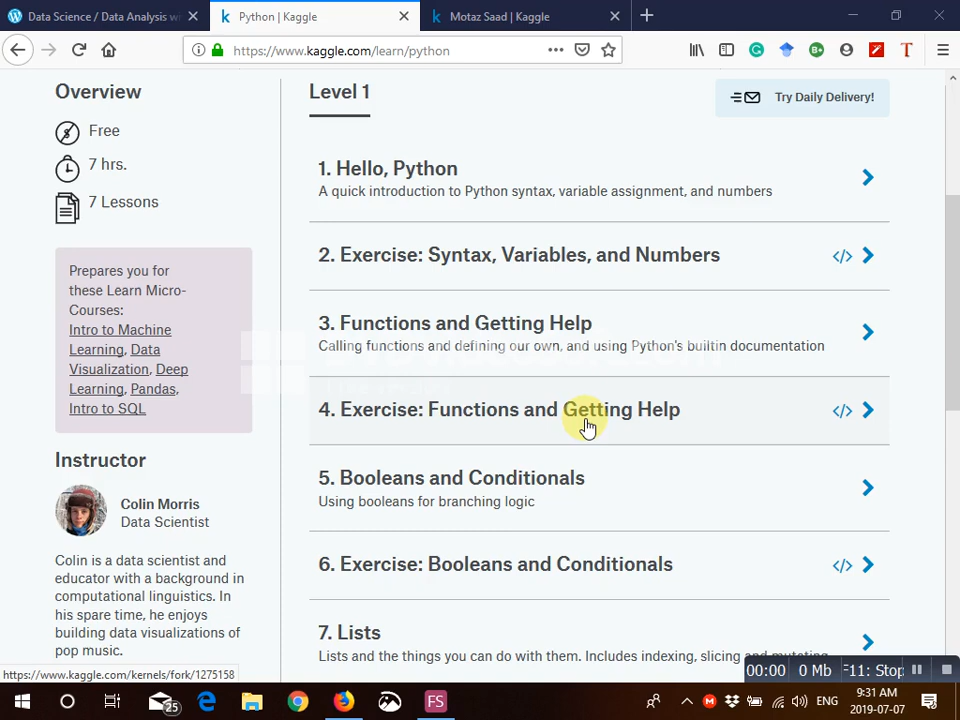 Data Science / Data Analysis wi
Python | Kaggle
Motaz Saad | Kaggle
https://www.kaggle.com/learn/python
Overview
Free
7 hrs.
7 Lessons
Prepares you for
these Learn Micro-
Courses:
Intro to Machine
Learning, Data
Visualization, Deep
Learning, Pandas,
Intro to SQL
Instructor
Colin Morris
Data Scientist
Colin is a data scientist and
educator with a background in
computational linguistics. In
his spare time, he enjoys
building data visualizations of
pop music.
Level 1
Try Daily Delivery!
1. Hello, Python
A quick introduction to Python syntax, variable assignment, and numbers
2. Exercise: Syntax, Variables, and Numbers
3. Functions and Getting Help
Calling functions and defining our own, and using Python's builtin documentation
4. Exercise: Functions and Getting Help
5. Booleans and Conditionals
Using booleans for branching logic
6. Exercise: Booleans and Conditionals
7. Lists
Lists and the things you can do with them. Includes indexing, slicing and mutating
https://www.kaggle.com/kernels/fork/1275158
00:00 0 Mb F11: Stop
25
FS
ENG
9:31 AM
2019-07-07